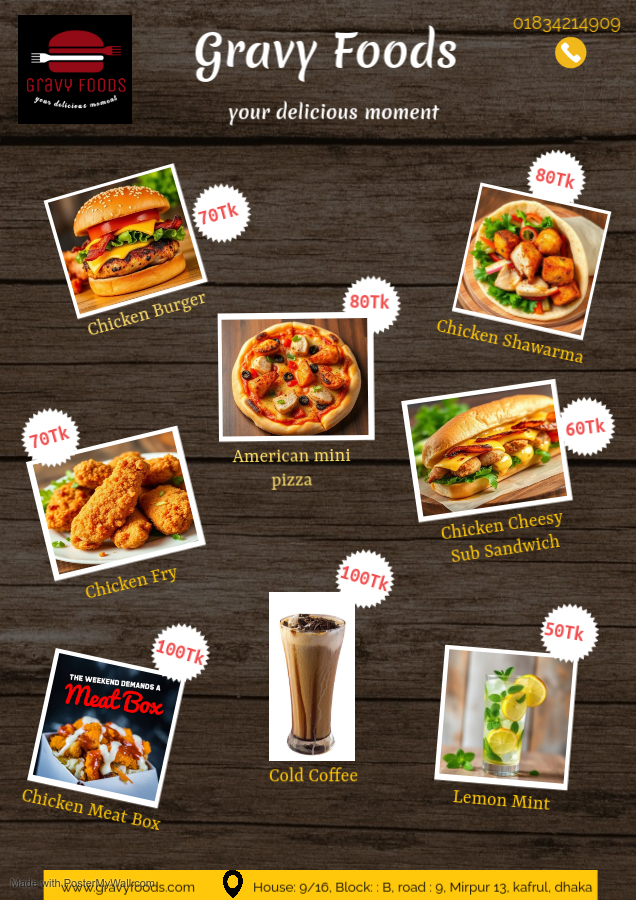 01834214909
Gravy Foods
your delicious moment
GRAVY FOODS
your delicious moment
70Tk
Chicken Burger
80Tk
Chicken Shawarma
80Tk
American mini
pizza
70Tk
Chicken Fry
60Tk
Chicken Cheesy
Sub Sandwich
100Tk
THE WEEKEND DEMANDS A
Meat Box
Chicken Meat Box
100Tk
Cold Coffee
50Tk
Lemon Mint
Made with PosterMyWall.com
www.gravyfoods.com
House: 9/16, Block: : B, road : 9, Mirpur 13, kafrul, dhaka